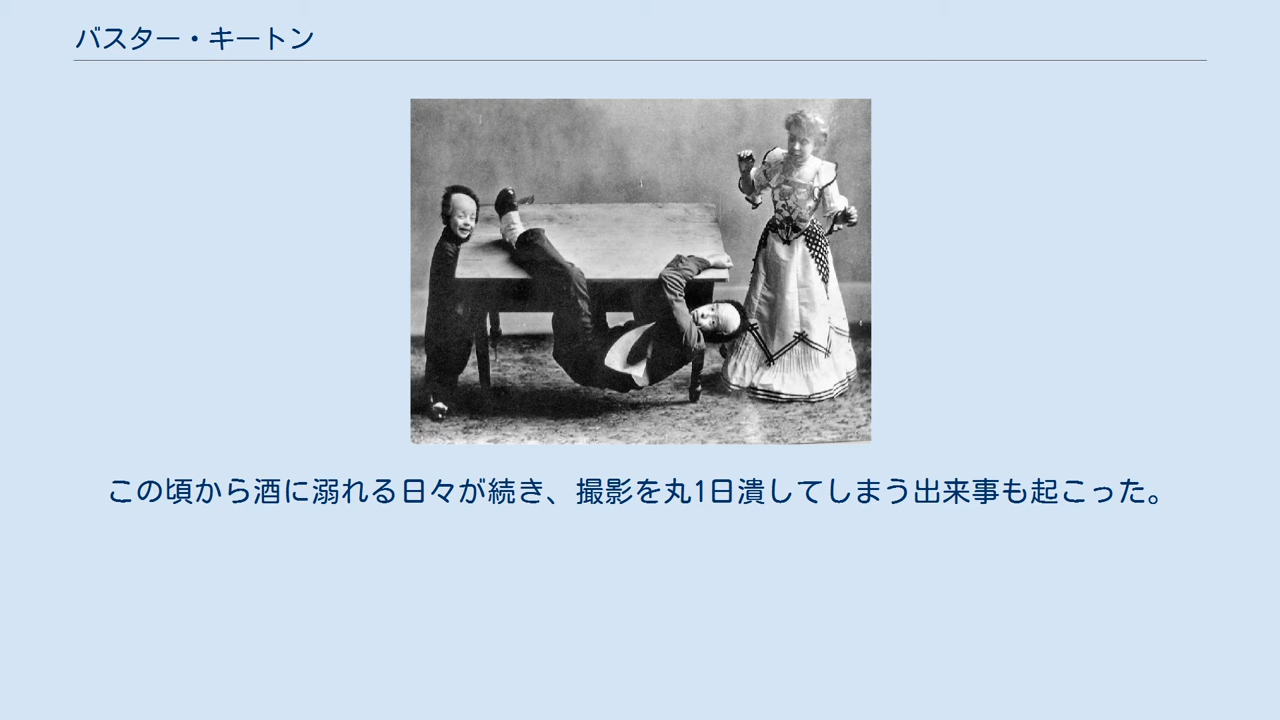 バスター・キートン
この頃から酒に溺れる日々が続き、撮影を丸1日潰してしまう出来事も起こった。